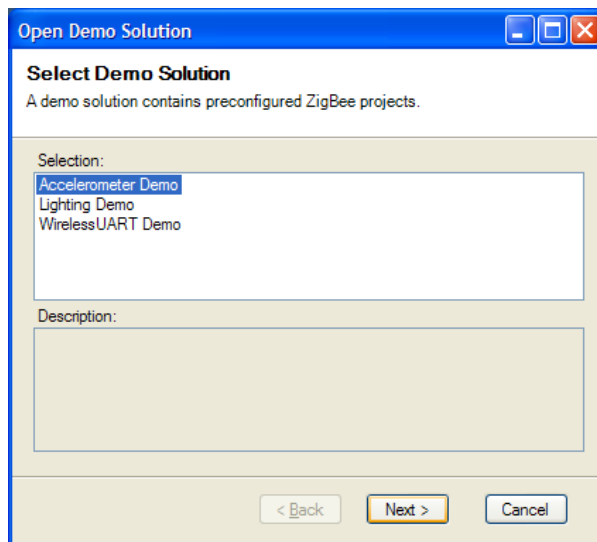 Open Demo Solution
Select Demo Solution
A demo solution contains preconfigured ZigBee projects.
Selection:
Accelerometer Demo
Lighting Demo
WirelessUART Demo
Description:
< Back Next > Cancel